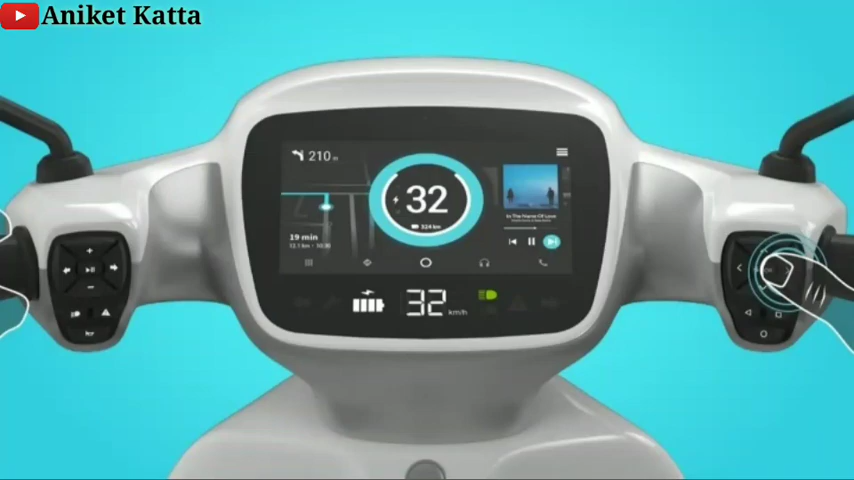 Aniket Katta
210 m
32
324 km
19 min
In The Name Of Love
32 km/h